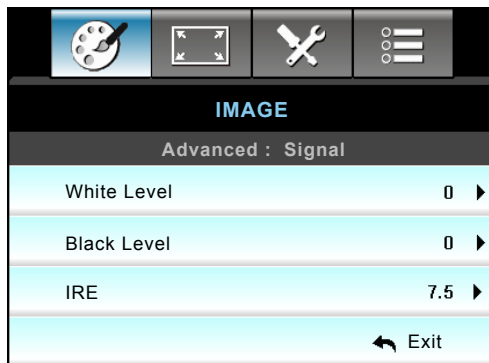 IMAGE
Advanced : Signal
White Level 0
Black Level 0
IRE 7.5
Exit